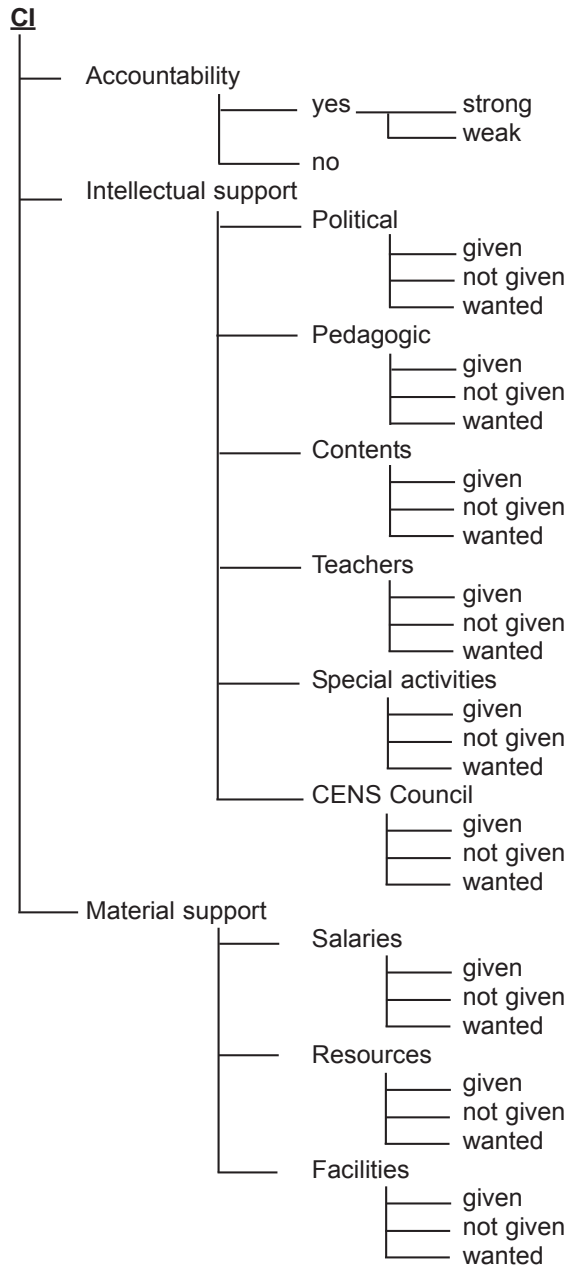 CI
Accountability
yes strong
weak
no
Intellectual support
Political
given
not given
wanted
Pedagogic
given
not given
wanted
Contents
given
not given
wanted
Teachers
given
not given
wanted
Special activities
given
not given
wanted
CENS Council
given
not given
wanted
Material support
Salaries
given
not given
wanted
Resources
given
not given
wanted
Facilities
given
not given
wanted